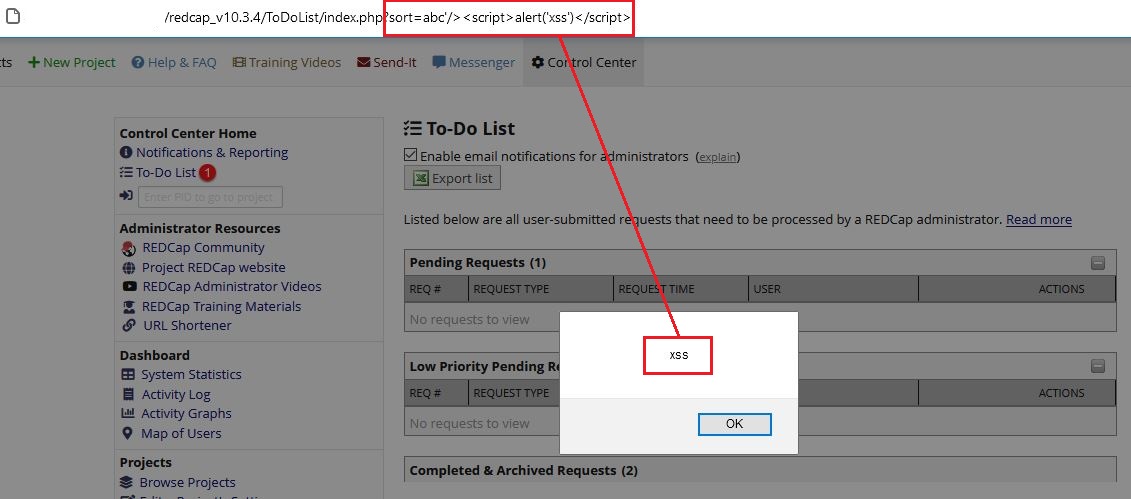 /redcap_v10.3.4/ToDoList/index.php?sort=abc'/><script>alert('xss')</script>
cts New Project Help & FAQ Training Videos Send-It Messenger Control Center
Control Center Home
Notifications & Reporting
To-Do List 1
Enter PID to go to project
Administrator Resources
REDCap Community
Project REDCap website
REDCap Administrator Videos
REDCap Training Materials
URL Shortener
Dashboard
System Statistics
Activity Log
Activity Graphs
Map of Users
Projects
Browse Projects
To-Do List
Enable email notifications for administrators (explain)
Export list
Listed below are all user-submitted requests that need to be processed by a REDCap administrator. Read more
Pending Requests (1)
REQ # REQUEST TYPE REQUEST TIME USER ACTIONS
No requests to view
Low Priority Pending Re
REQ # REQUEST TYPE ACTIONS
No requests to view
Completed & Archived Requests (2)
xss
OK